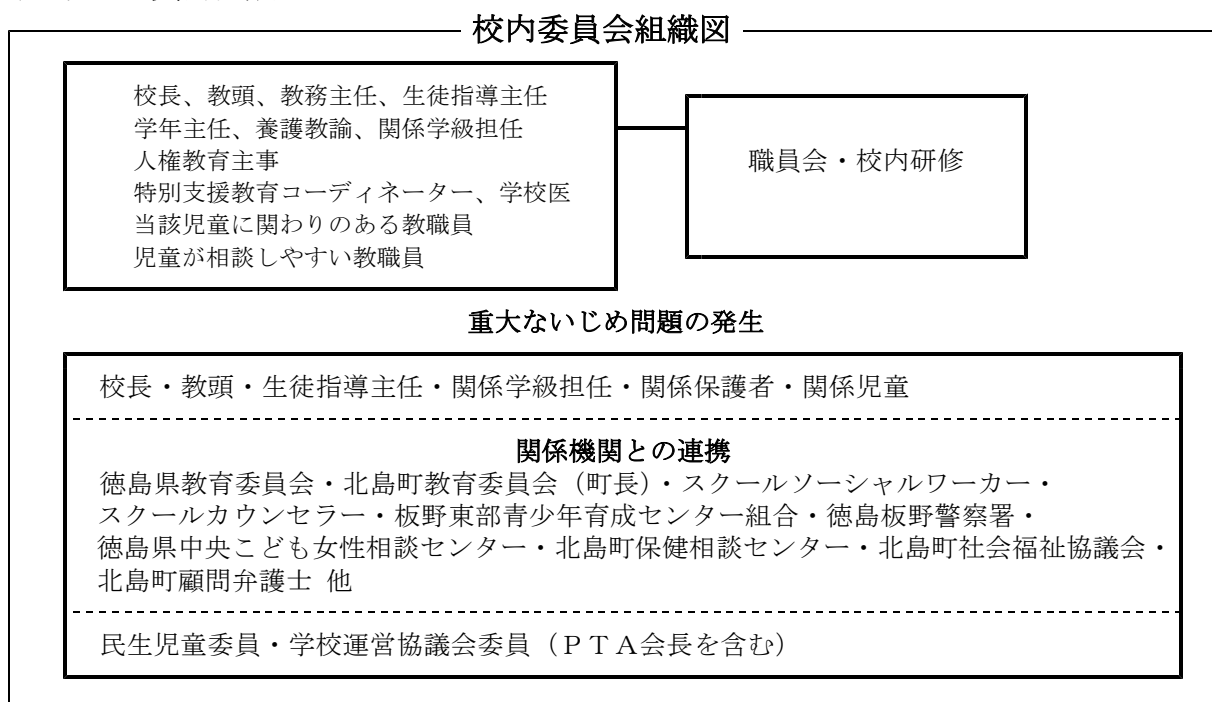 校内委員会組織図
校長、教頭、教務主任、生徒指導主任
学年主任、養護教諭、関係学級担任
人権教育主事
特別支援教育コーディネーター、学校医
当該児童に関わりのある教職員
児童が相談しやすい教職員
職員会・校内研修
重大ないじめ問題の発生
校長・教頭・生徒指導主任・関係学級担任・関係保護者・関係児童
関係機関との連携
徳島県教育委員会・北島町教育委員会（町長）・スクールソーシャルワーカー・
スクールカウンセラー・板野東部青少年育成センター組合・徳島板野警察署・
徳島県中央こども女性相談センター・北島町保健相談センター・北島町社会福祉協議会・
北島町顧問弁護士 他
民生児童委員・学校運営協議会委員（ＰＴＡ会長を含む）